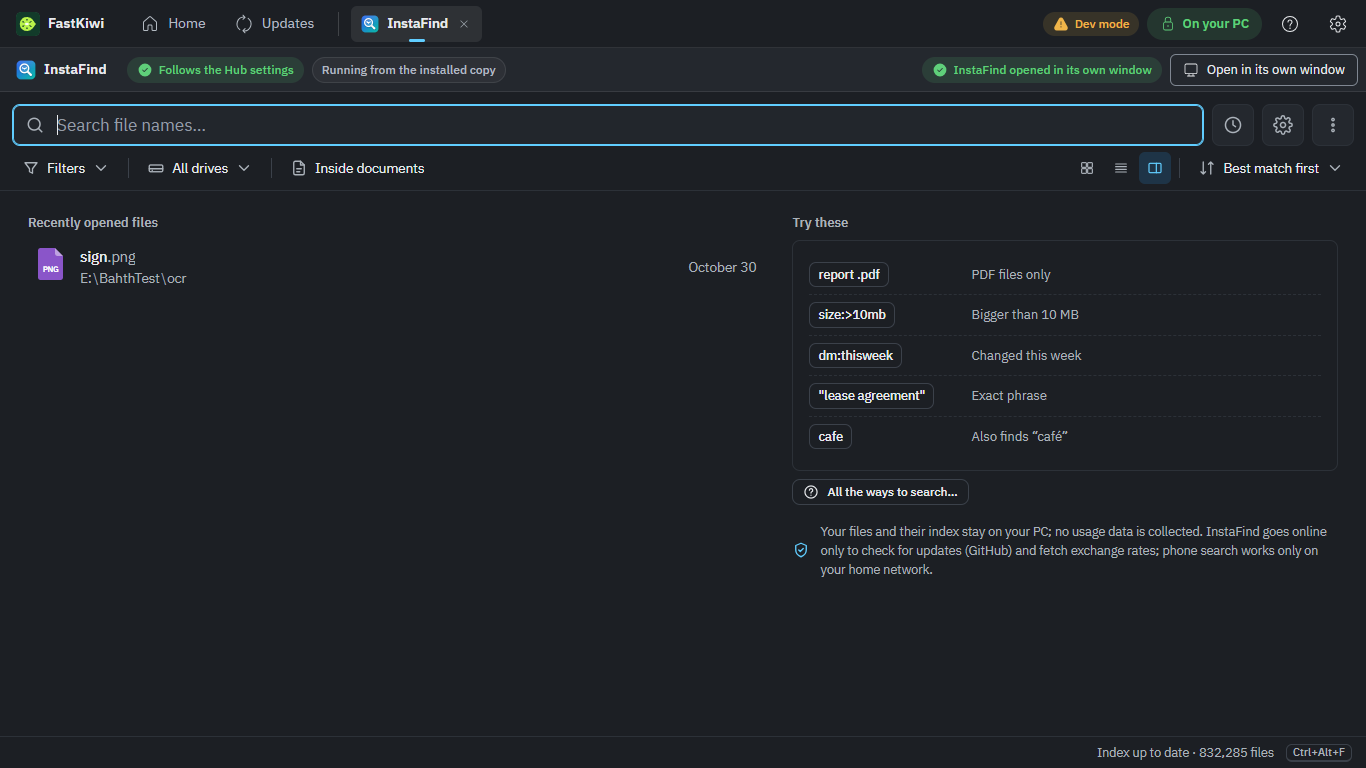 FastKiwi Home Updates InstaFind Dev mode On your PC
InstaFind Follows the Hub settings Running from the installed copy InstaFind opened in its own window Open in its own window
Search file names...
Filters All drives Inside documents Best match first
Recently opened files
PNG
sign.png
E:\BahthTest\ocr
October 30
Try these
report .pdf PDF files only
size:>10mb Bigger than 10 MB
dm:thisweek Changed this week
"lease agreement" Exact phrase
cafe Also finds “café”
All the ways to search...
Your files and their index stay on your PC; no usage data is collected. InstaFind goes online
only to check for updates (GitHub) and fetch exchange rates; phone search works only on
your home network.
Index up to date · 832,285 files Ctrl+Alt+F